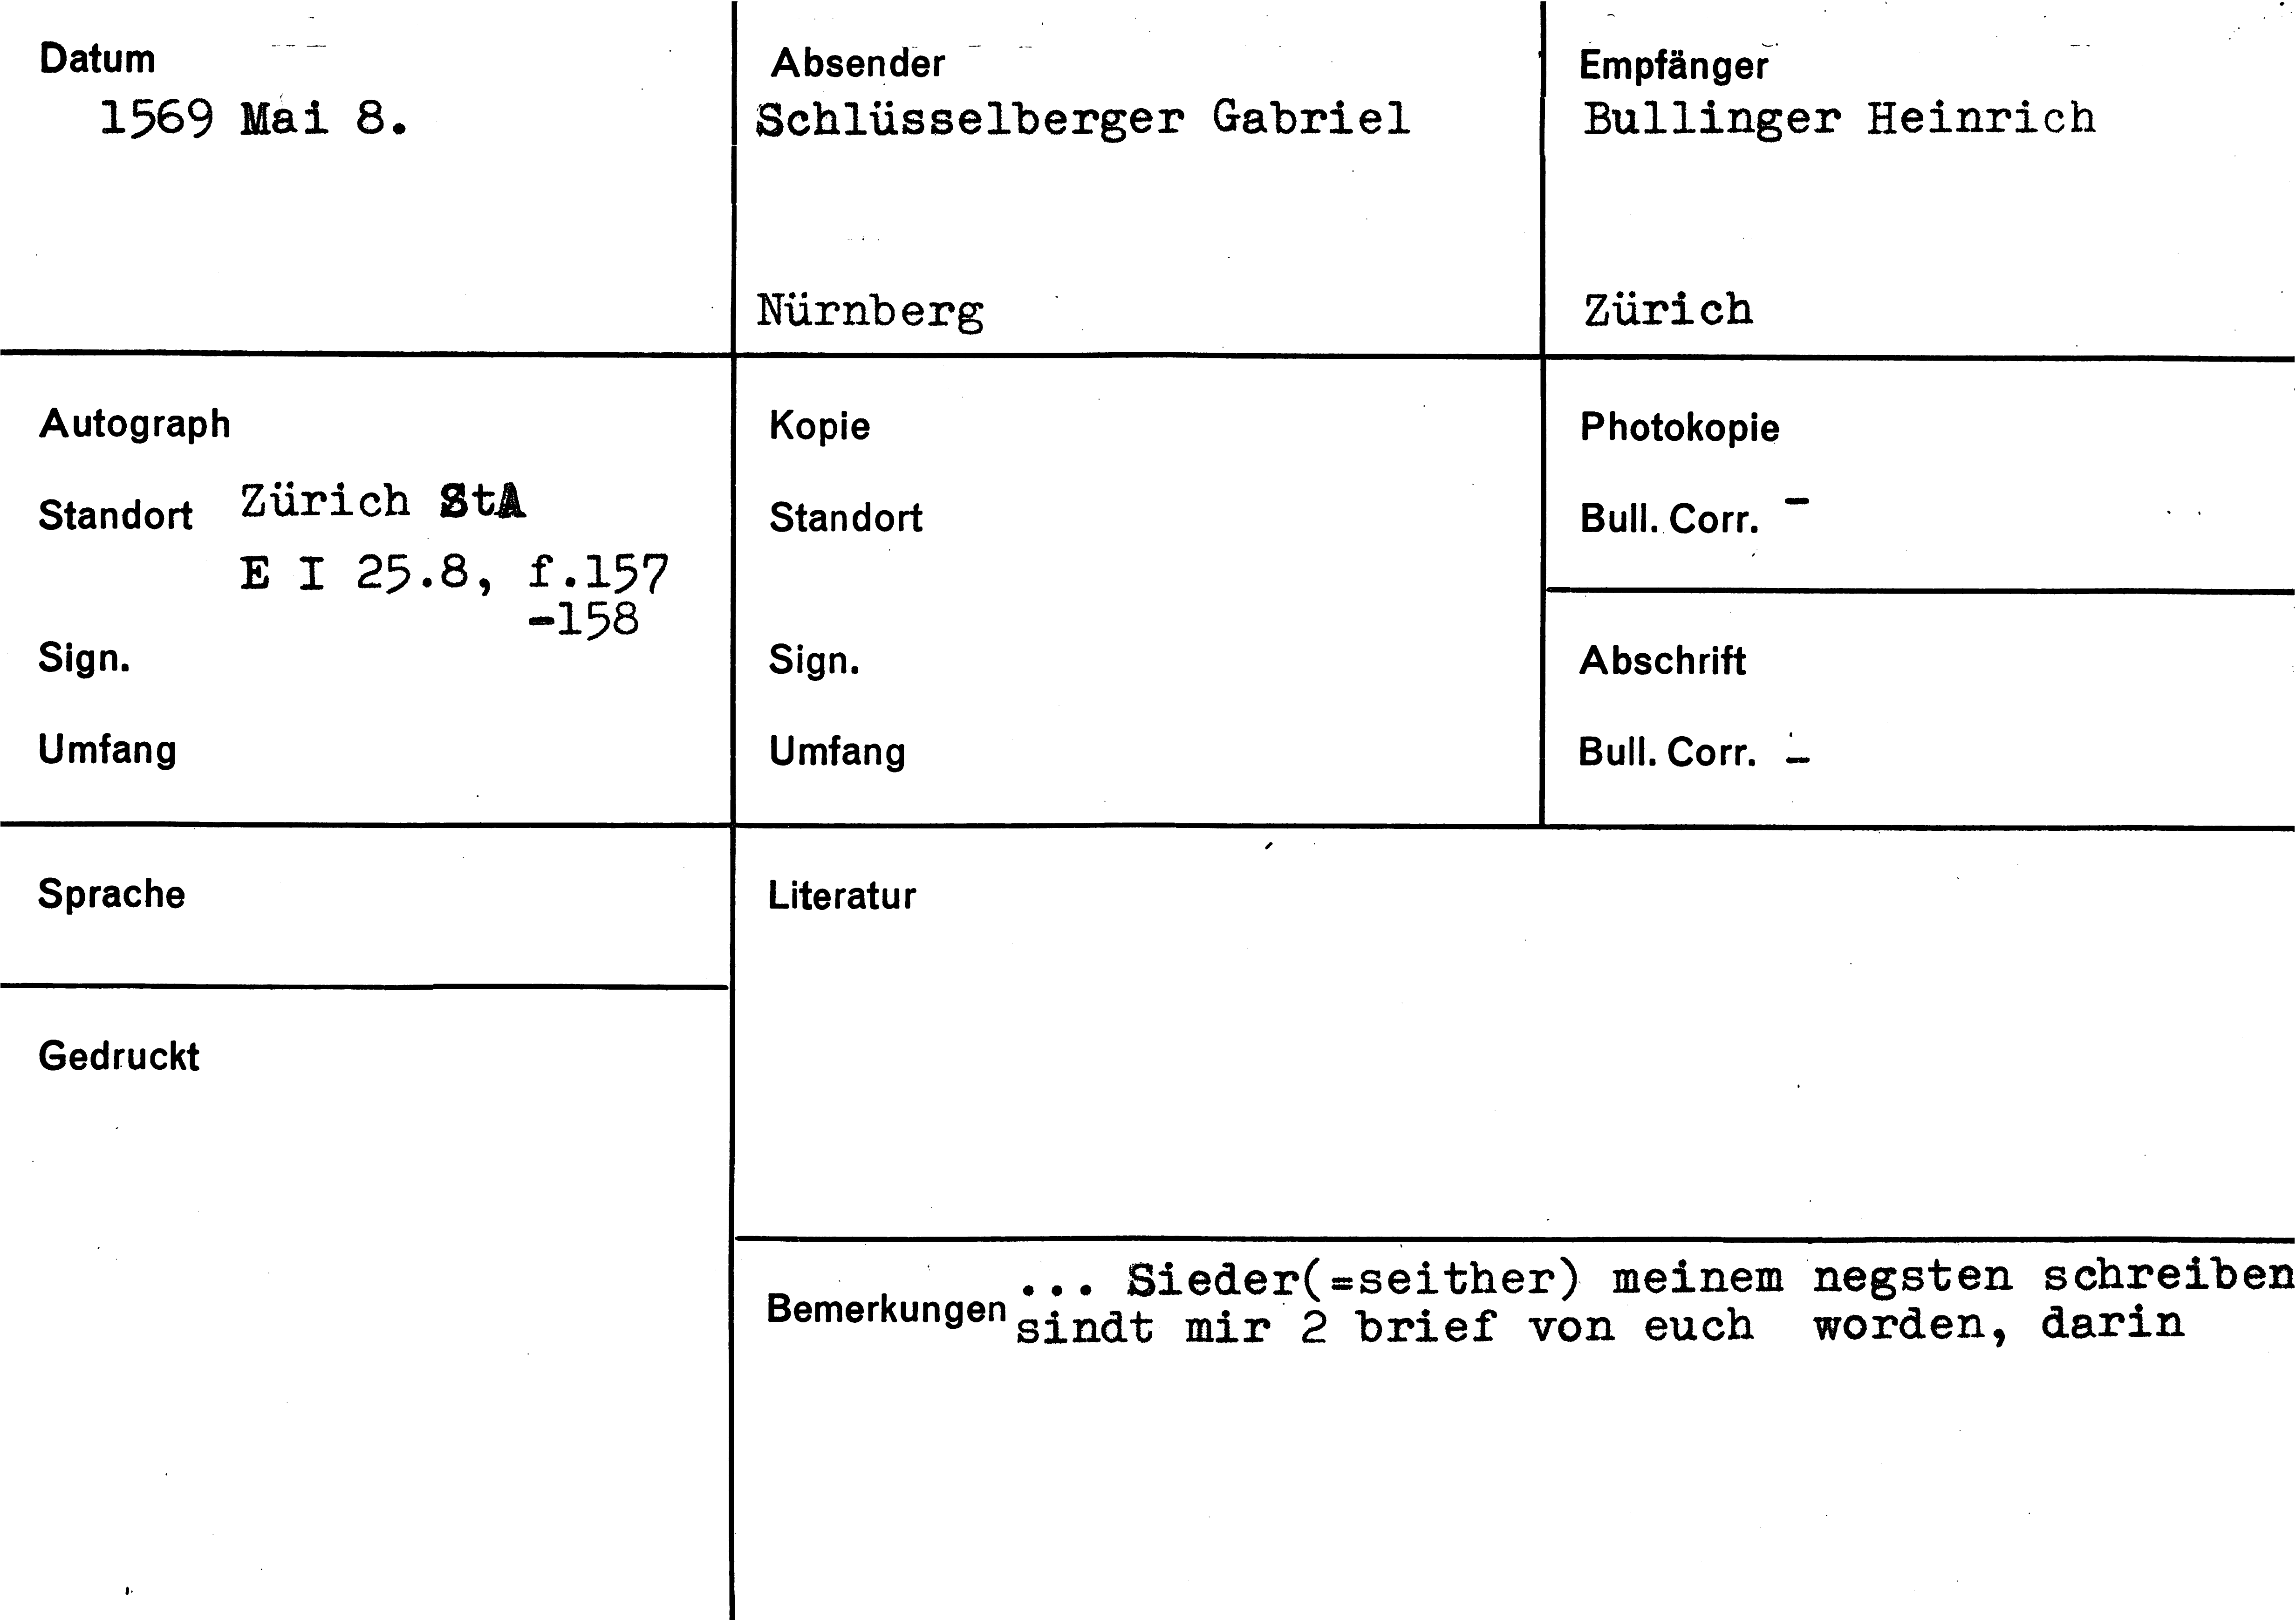 Datum
1569 Mai 8.
Absender
Schlüsselberger Gabriel
Nürnberg
Empfänger
Bullinger Heinrich
Zürich
Autograph
Standort Zürich StA
E I 25.8, f.157
-158
Sign.
Umfang
Kopie
Standort
Sign.
Umfang
Photokopie
Bull. Corr. -
Abschrift
Bull. Corr. -
Sprache
Gedruckt
Literatur
Bemerkungen ... Sieder(=seither) meinem negsten schreiben
sindt mir 2 brief von euch worden, darin